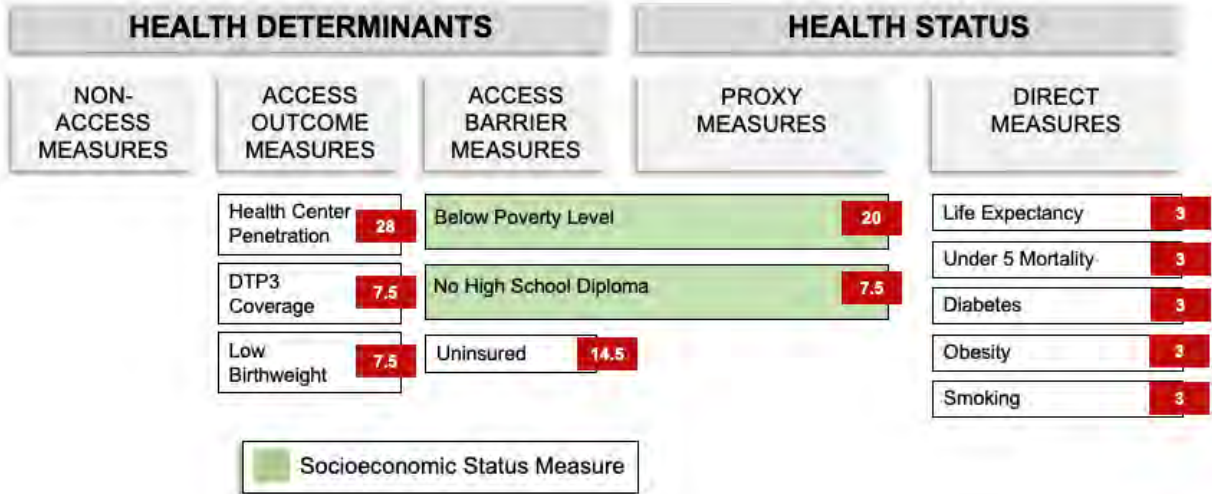 HEALTH DETERMINANTS
HEALTH STATUS
NON-
ACCESS
MEASURES
ACCESS
OUTCOME
MEASURES
ACCESS
BARRIER
MEASURES
PROXY
MEASURES
DIRECT
MEASURES
Health Center
Penetration
28
DTP3
Coverage
7.5
Low
Birthweight
7.5
Below Poverty Level
20
No High School Diploma
7.5
Uninsured
14.5
Life Expectancy
3
Under 5 Mortality
3
Diabetes
3
Obesity
3
Smoking
3
Socioeconomic Status Measure